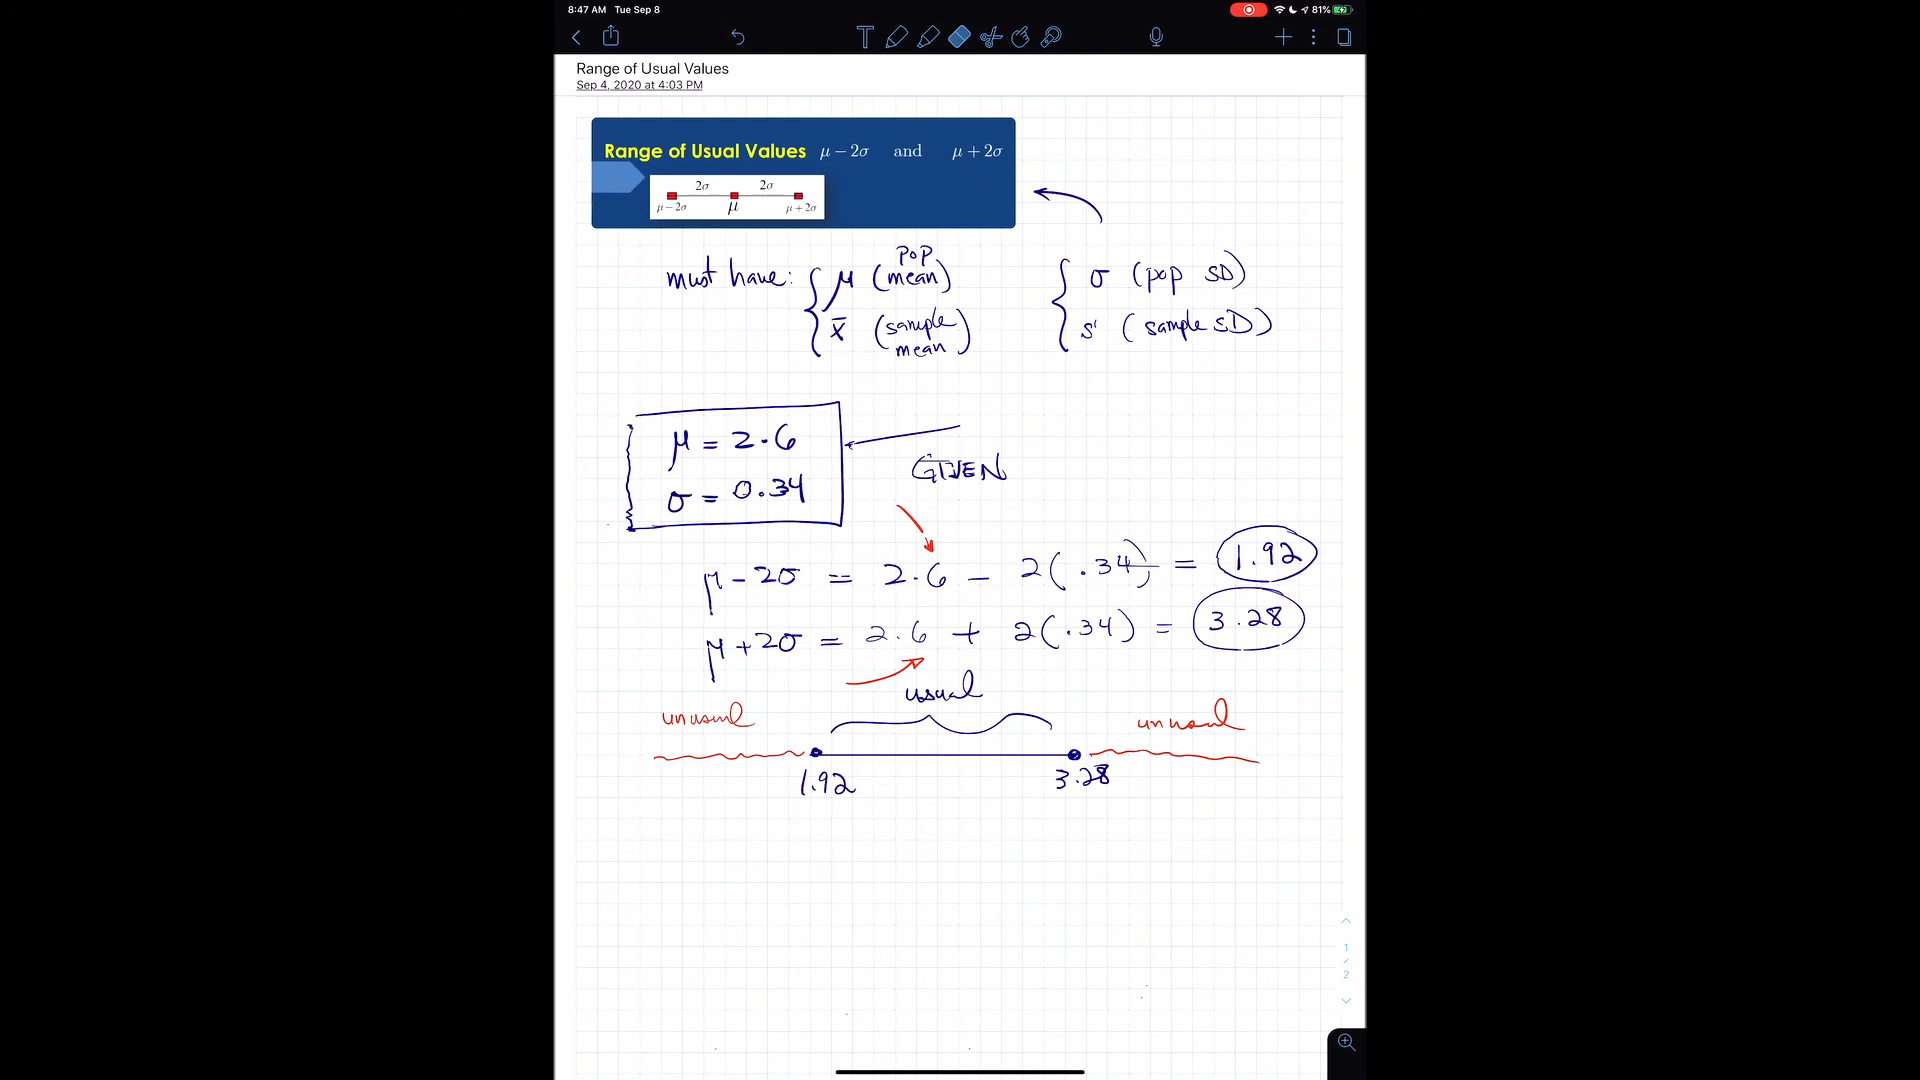 8:47 AM Tue Sep 8
81%
Range of Usual Values
Sep 4, 2020 at 4:03 PM
Range of Usual Values μ − 2σ and μ + 2σ
2σ 2σ
μ − 2σ μ μ + 2σ
must have: { μ (pop mean) { σ (pop SD)
x̄ (sample mean) s (sample SD)
μ = 2.6
σ = 0.34
GIVEN
μ − 2σ = 2.6 − 2(.34) = 1.92
μ + 2σ = 2.6 + 2(.34) = 3.28
usual
unusual unusual
1.92 3.28
1
/
2